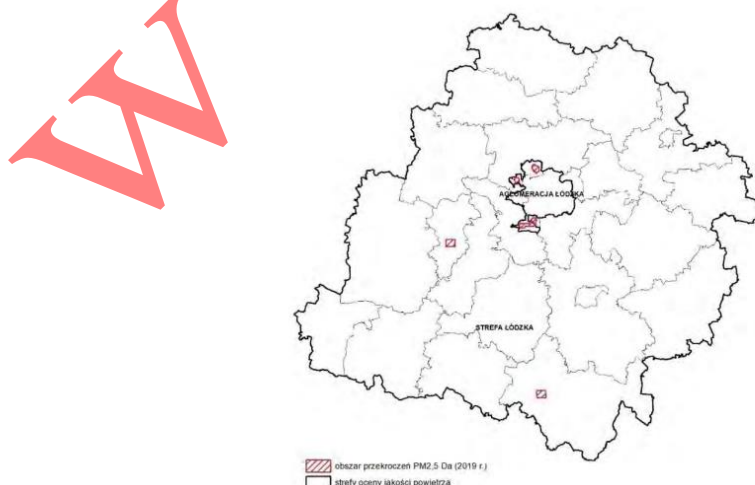 W
AGLOMERACJA ŁÓDZKA
STREFA ŁÓDZKA
obszar przekroczeń PM2,5 Da (2019 r.)
strefy oceny jakości powietrza